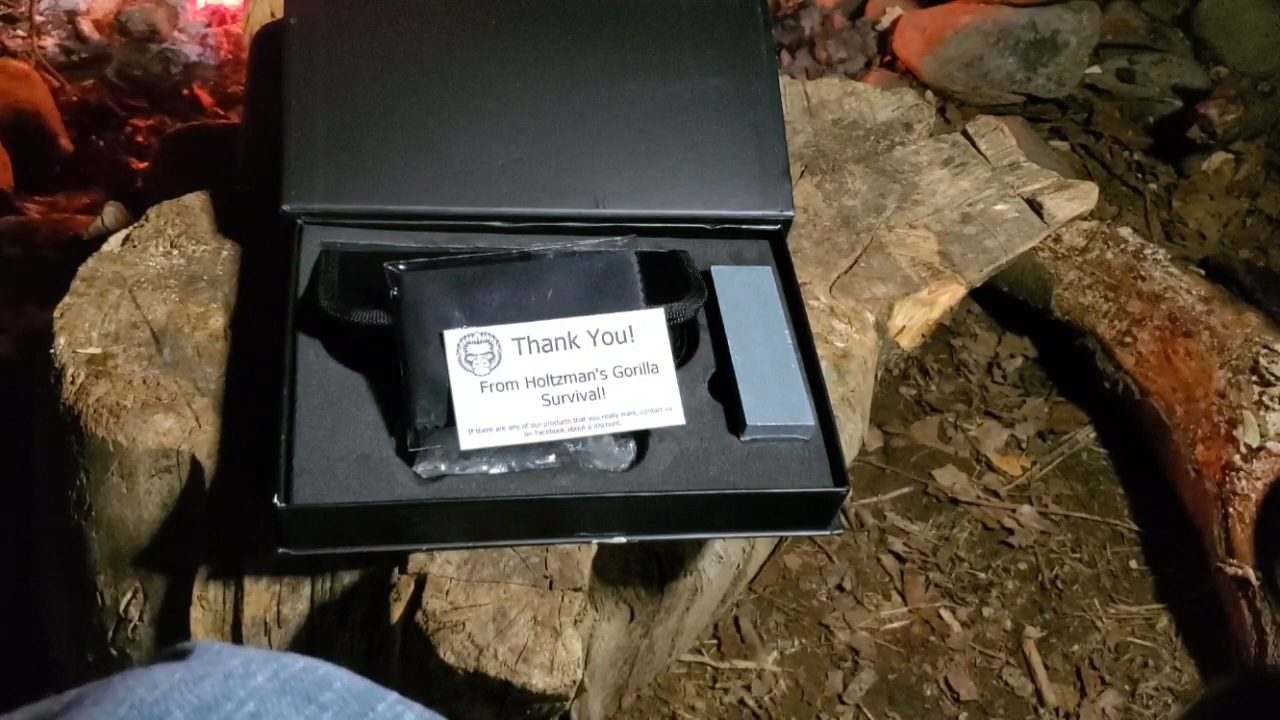 Thank You!
From Holtzman's Gorilla
Survival!
If there are any of our products that you really want, contact us
on Facebook about a discount.